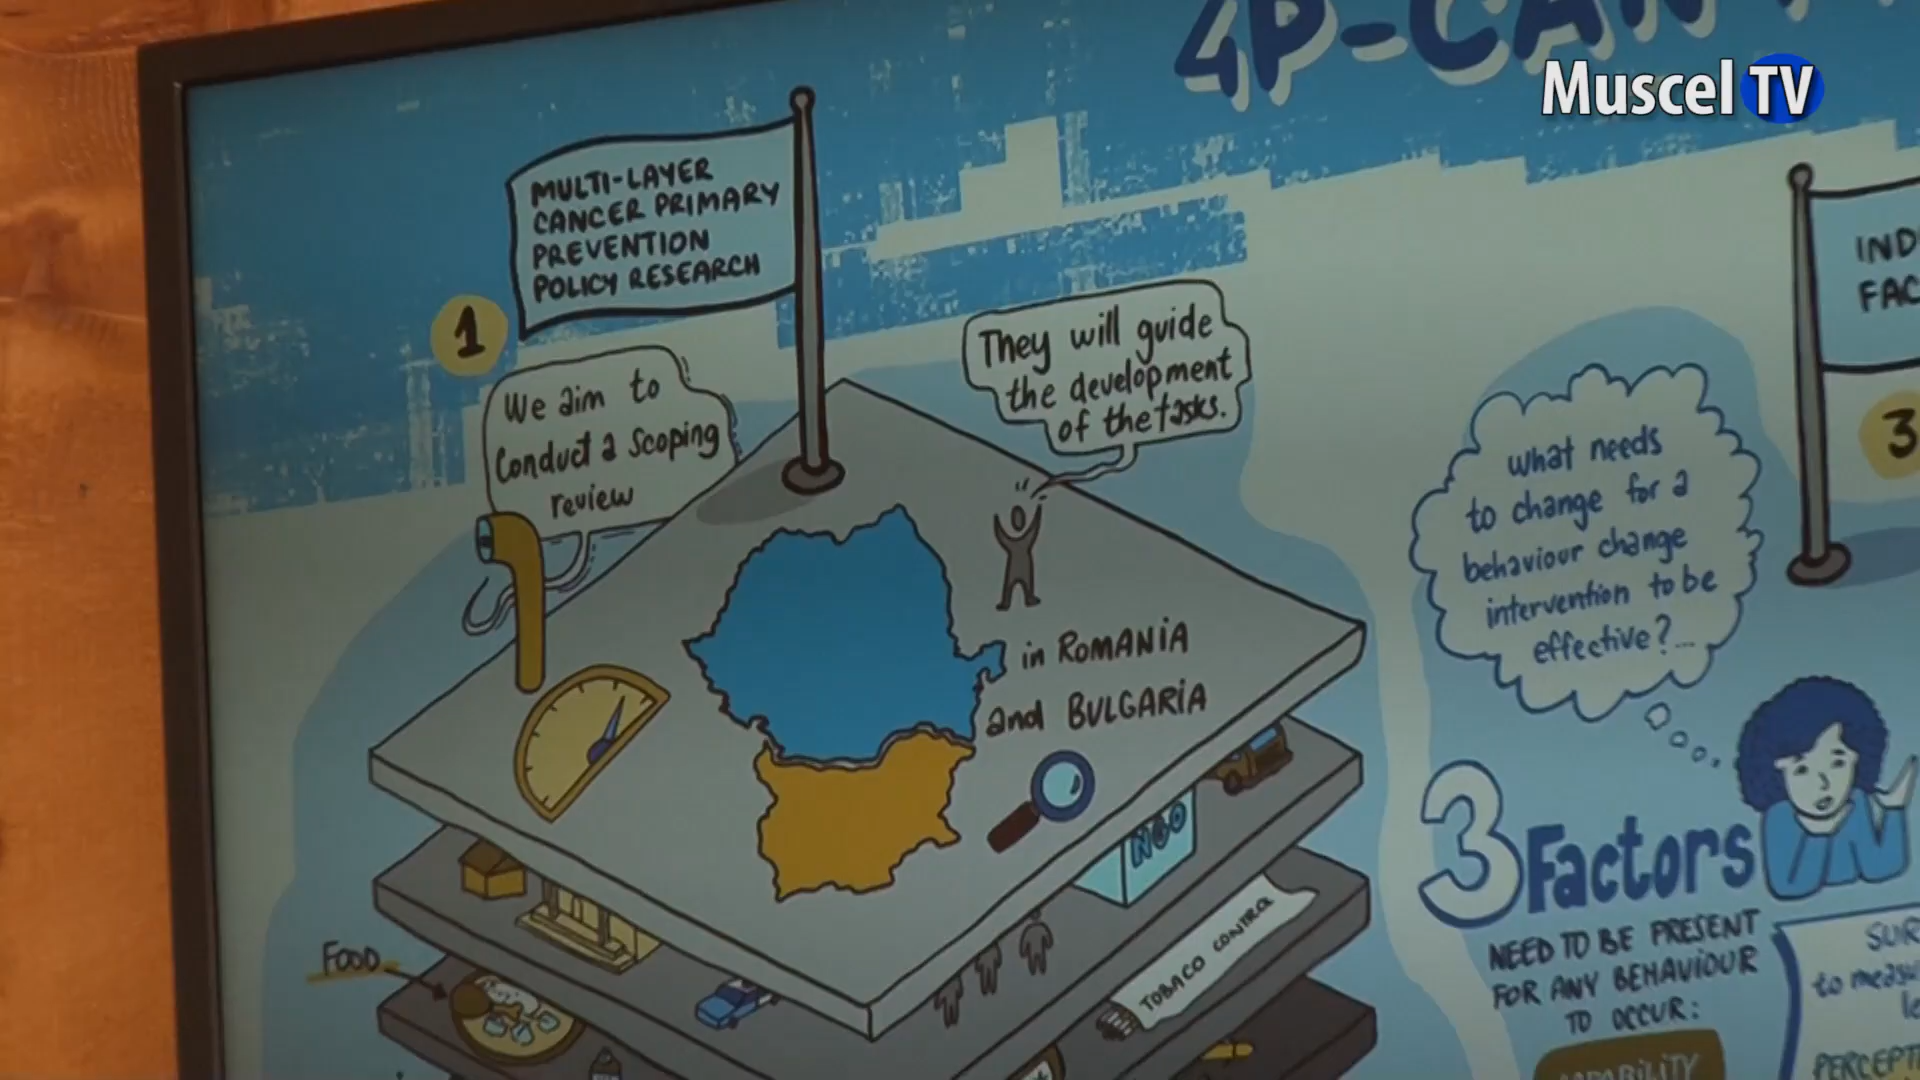 4P-CAN
Muscel TV
MULTI-LAYER
CANCER PRIMARY
PREVENTION
POLICY RESEARCH
1
We aim to
Conduct a Scoping
review
They will guide
the development
of the tasks.
in ROMANIA
and BULGARIA
NGO
TOBACCO CONTROL
FOOD
3
What needs
to change for a
behaviour change
intervention to be
effective?...
3 Factors
NEED TO BE PRESENT
FOR ANY BEHAVIOUR
TO OCCUR:
to